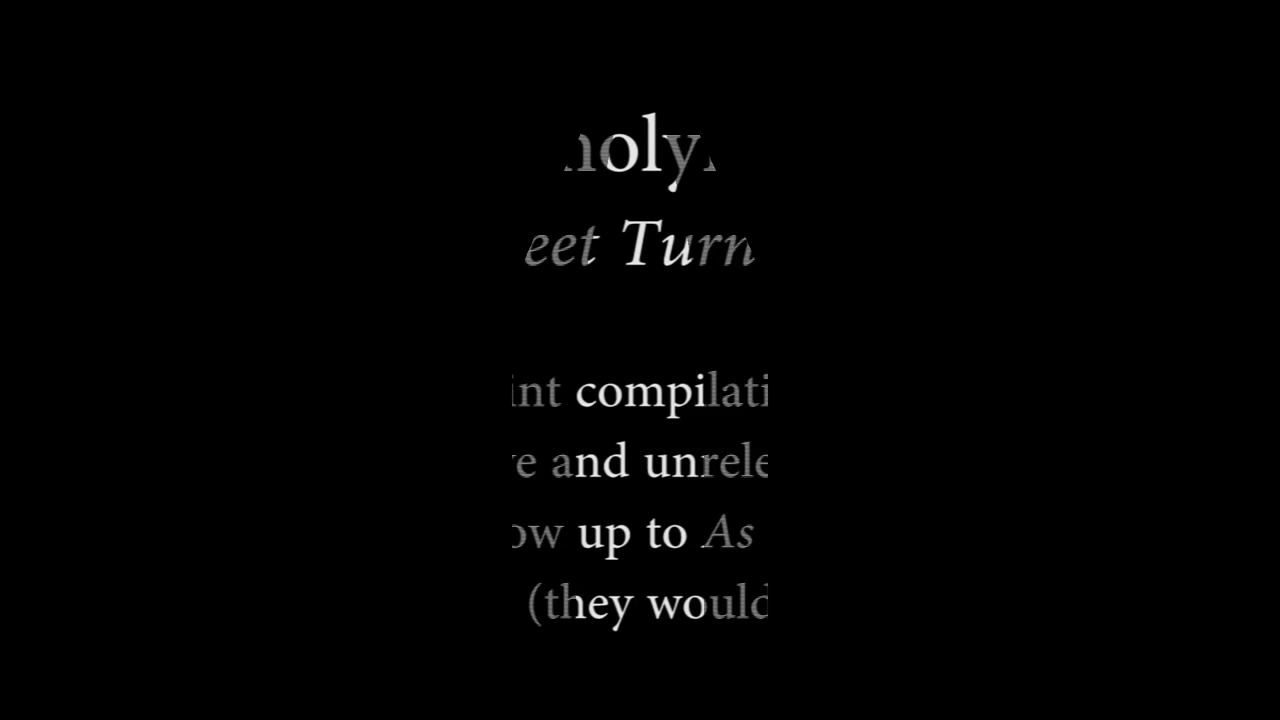 holy
eet Turn
int compilati
e and unrele
ow up to As
(they would